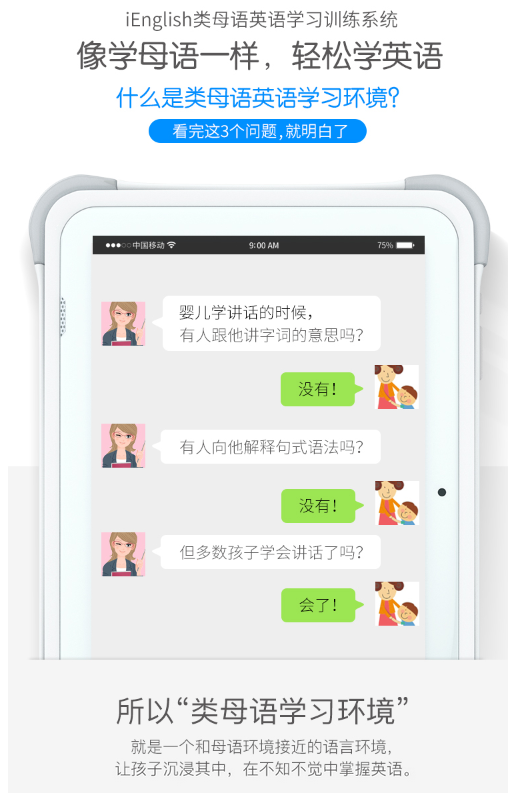 iEnglish类母语英语学习训练系统
像学母语一样，轻松学英语
什么是类母语英语学习环境？
看完这3个问题,就明白了
中国移动 9:00 AM 75%
婴儿学讲话的时候，
有人跟他讲字词的意思吗？
没有！
有人向他解释句式语法吗？
没有！
但多数孩子学会讲话了吗？
会了！
所以“类母语学习环境”
就是一个和母语环境接近的语言环境，
让孩子沉浸其中，在不知不觉中掌握英语。